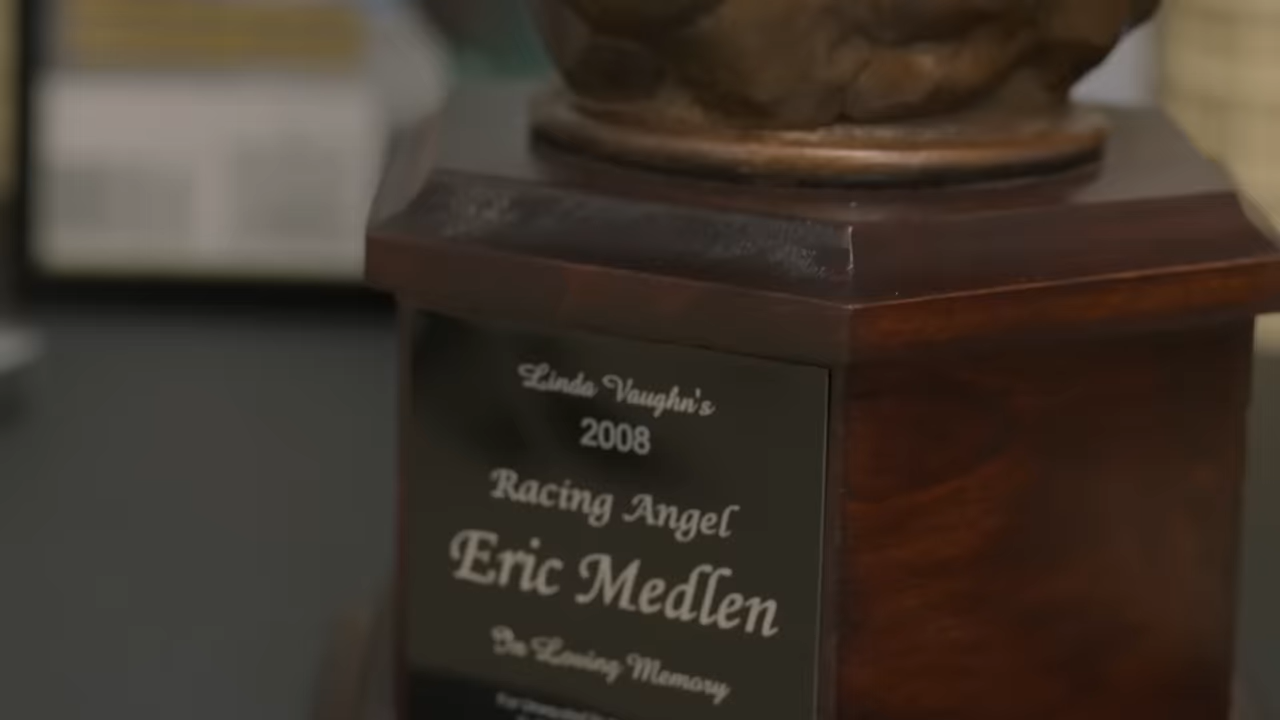 Linda Vaughn's
2008
Racing Angel
Eric Medlen
In Loving Memory